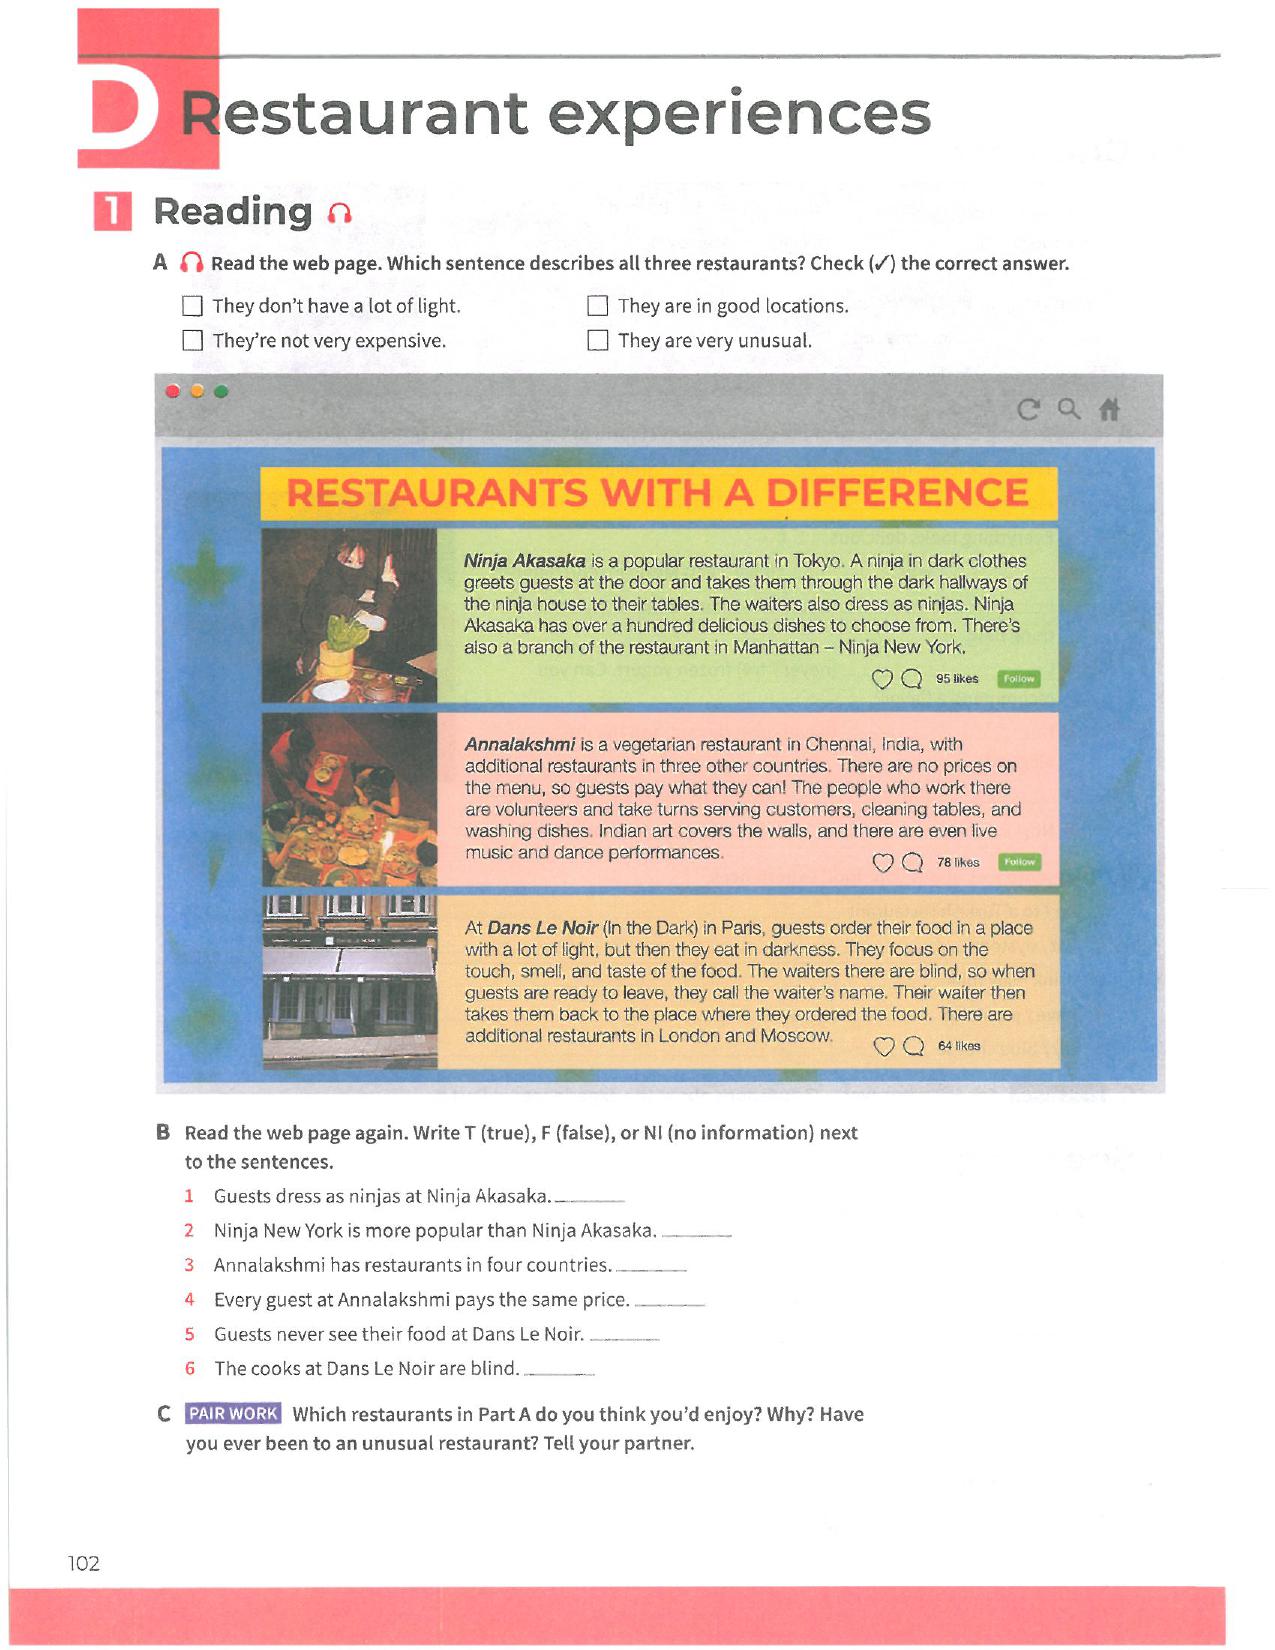 D Restaurant experiences
1 Reading
A Read the web page. Which sentence describes all three restaurants? Check (✓) the correct answer.
☐ They don't have a lot of light. ☐ They are in good locations.
☐ They're not very expensive. ☐ They are very unusual.
RESTAURANTS WITH A DIFFERENCE
Ninja Akasaka is a popular restaurant in Tokyo. A ninja in dark clothes
greets guests at the door and takes them through the dark hallways of
the ninja house to their tables. The waiters also dress as ninjas. Ninja
Akasaka has over a hundred delicious dishes to choose from. There's
also a branch of the restaurant in Manhattan – Ninja New York.
95 likes Follow
Annalakshmi is a vegetarian restaurant in Chennai, India, with
additional restaurants in three other countries. There are no prices on
the menu, so guests pay what they can! The people who work there
are volunteers and take turns serving customers, cleaning tables, and
washing dishes. Indian art covers the walls, and there are even live
music and dance performances.
78 likes Follow
At Dans Le Noir (In the Dark) in Paris, guests order their food in a place
with a lot of light, but then they eat in darkness. They focus on the
touch, smell, and taste of the food. The waiters there are blind, so when
guests are ready to leave, they call the waiter's name. Their waiter then
takes them back to the place where they ordered the food. There are
additional restaurants in London and Moscow.
64 likes
B Read the web page again. Write T (true), F (false), or NI (no information) next
to the sentences.
1 Guests dress as ninjas at Ninja Akasaka. ______
2 Ninja New York is more popular than Ninja Akasaka. ______
3 Annalakshmi has restaurants in four countries. ______
4 Every guest at Annalakshmi pays the same price. ______
5 Guests never see their food at Dans Le Noir. ______
6 The cooks at Dans Le Noir are blind. ______
C PAIR WORK Which restaurants in Part A do you think you'd enjoy? Why? Have
you ever been to an unusual restaurant? Tell your partner.
102